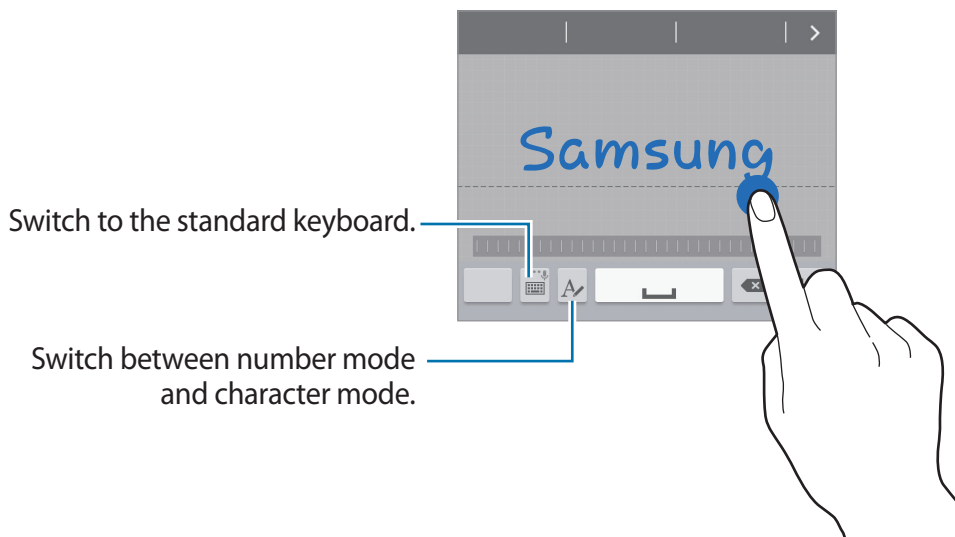 Samsung
Switch to the standard keyboard.
A
Switch between number mode
and character mode.